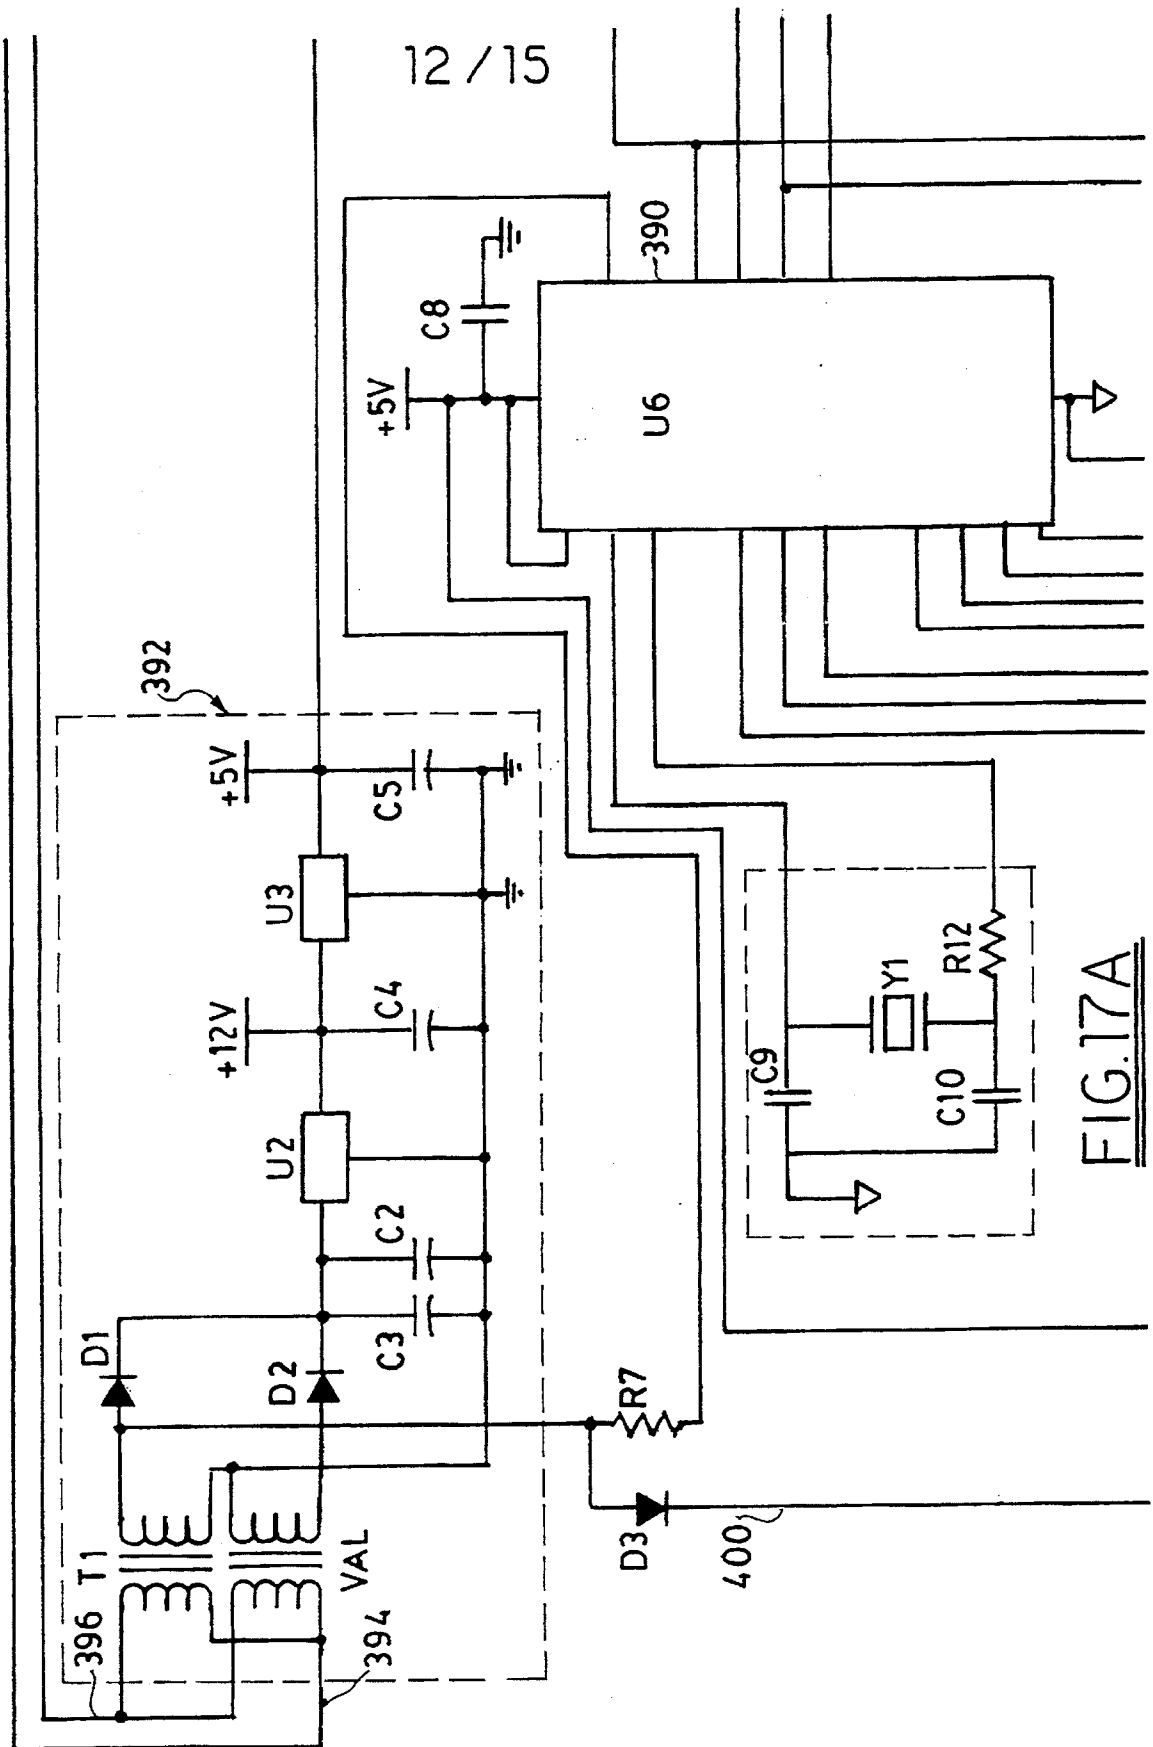 12/15
396
T1
VAL
394
D1
D2
C3
C2
U2
+12V
C4
U3
+5V
C5
392
+5V
C8
390
U6
D3
400
R7
C9
Y1
C10
R12
FIG.17A